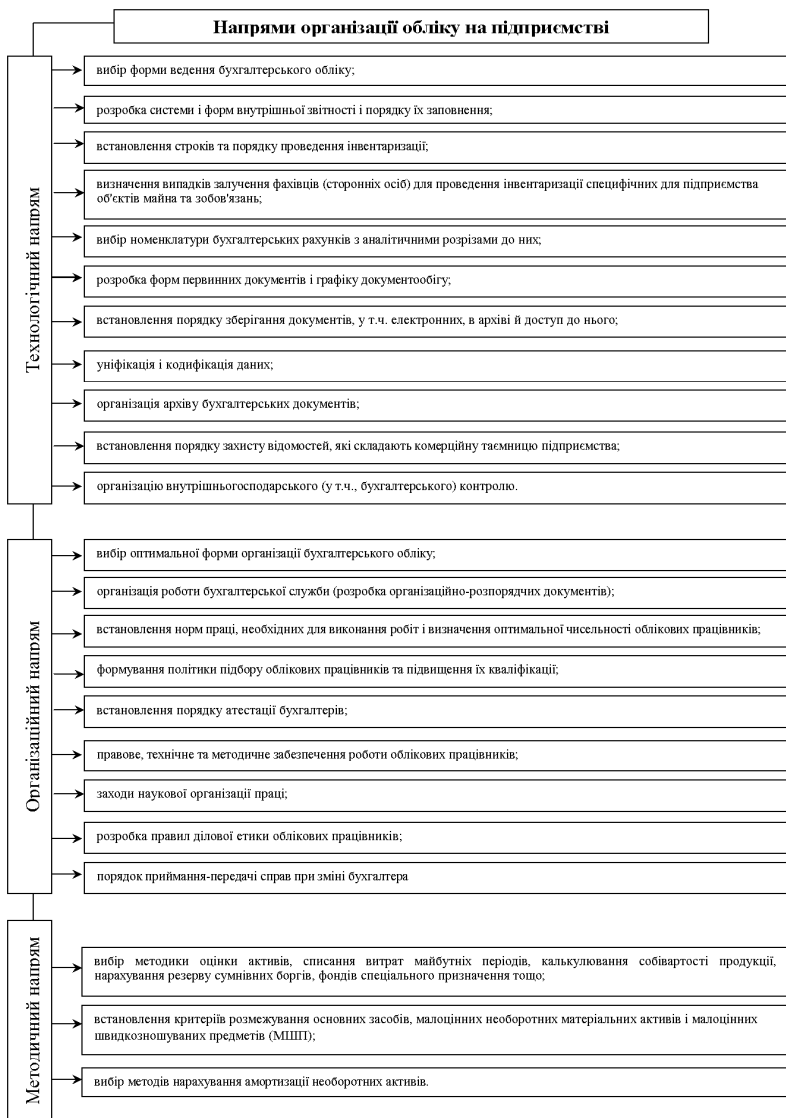 Напрями організації обліку на підприємстві
Технологічний напрям
вибір форми ведення бухгалтерського обліку;
розробка системи і форм внутрішньої звітності і порядку їх заповнення;
встановлення строків та порядку проведення інвентаризації;
визначення випадків залучення фахівців (сторонніх осіб) для проведення інвентаризації специфічних для підприємства
об'єктів майна та зобов'язань;
вибір номенклатури бухгалтерських рахунків з аналітичними розрізами до них;
розробка форм первинних документів і графіку документообігу;
встановлення порядку зберігання документів, у т.ч. електронних, в архіві й доступ до нього;
уніфікація і кодифікація даних;
організація архіву бухгалтерських документів;
встановлення порядку захисту відомостей, які складають комерційну таємницю підприємства;
організацію внутрішньогосподарського (у т.ч., бухгалтерського) контролю.
Організаційний напрям
вибір оптимальної форми організації бухгалтерського обліку;
організація роботи бухгалтерської служби (розробка організаційно-розпорядчих документів);
встановлення норм праці, необхідних для виконання робіт і визначення оптимальної чисельності облікових працівників;
формування політики підбору облікових працівників та підвищення їх кваліфікації;
встановлення порядку атестації бухгалтерів;
правове, технічне та методичне забезпечення роботи облікових працівників;
заходи наукової організації праці;
розробка правил ділової етики облікових працівників;
порядок приймання-передачі справ при зміні бухгалтера
Методичний напрям
вибір методики оцінки активів, списання витрат майбутніх періодів, калькулювання собівартості продукції,
нарахування резерву сумнівних боргів, фондів спеціального призначення тощо;
встановлення критеріїв розмежування основних засобів, малоцінних необоротних матеріальних активів і малоцінних
швидкозношуваних предметів (МШП);
вибір методів нарахування амортизації необоротних активів.